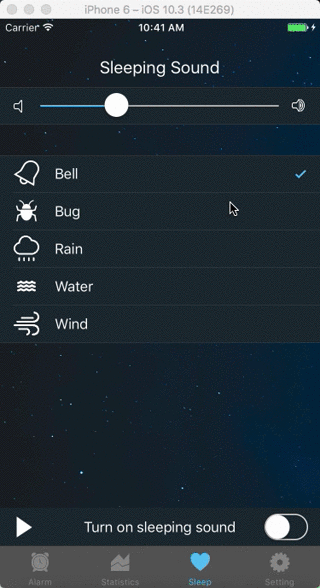 iPhone 6 – iOS 10.3 (14E269)
Carrier 10:41 AM
Sleeping Sound
Bell
Bug
Rain
Water
Wind
Turn on sleeping sound
Alarm Statistics Sleep Setting